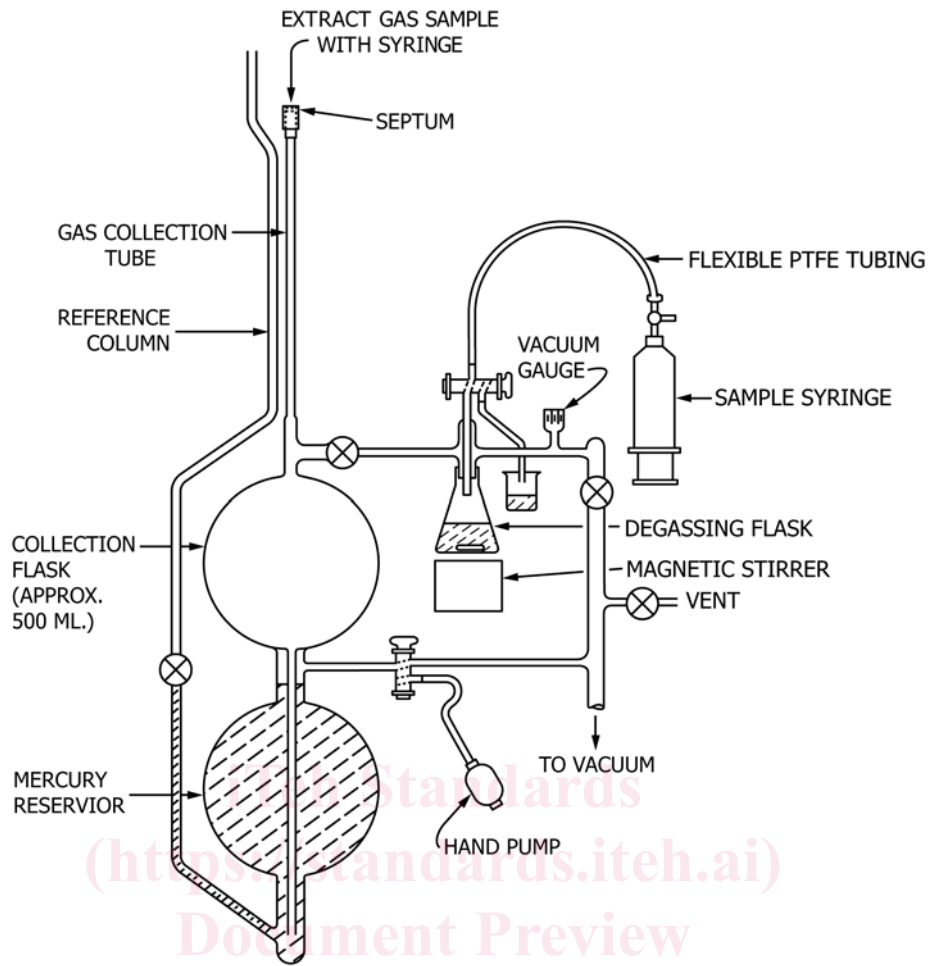 EXTRACT GAS SAMPLE
WITH SYRINGE
SEPTUM
GAS COLLECTION
TUBE
FLEXIBLE PTFE TUBING
REFERENCE
COLUMN
VACUUM
GAUGE
SAMPLE SYRINGE
DEGASSING FLASK
COLLECTION
FLASK
(APPROX.
500 ML.)
MAGNETIC STIRRER
VENT
TO VACUUM
MERCURY
RESERVIOR
HAND PUMP
iTeh Standards
(https://standards.iteh.ai)
Document Preview